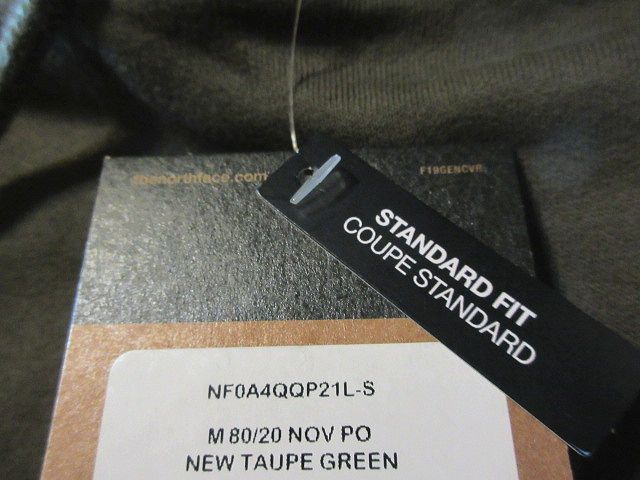 thenorthface.com
F19GENCVR
STANDARD FIT
COUPE STANDARD
NF0A4QQP21L-S
M 80/20 NOV PO
NEW TAUPE GREEN